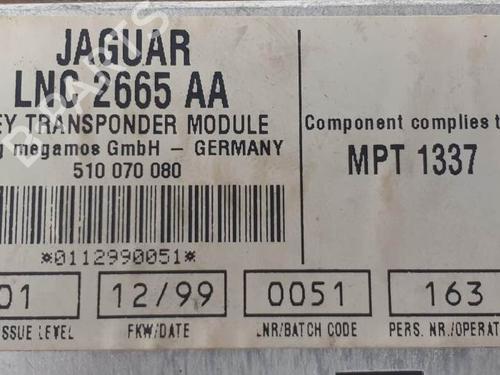 JAGUAR
LNC 2665 AA
EY TRANSPONDER MODULE
g megamos GmbH – GERMANY
510 070 080
*0112990051*
Component complies t
MPT 1337
01 12/99 0051 163
ISSUE LEVEL FKW/DATE LNR/BATCH CODE PERS. NR./OPERAT